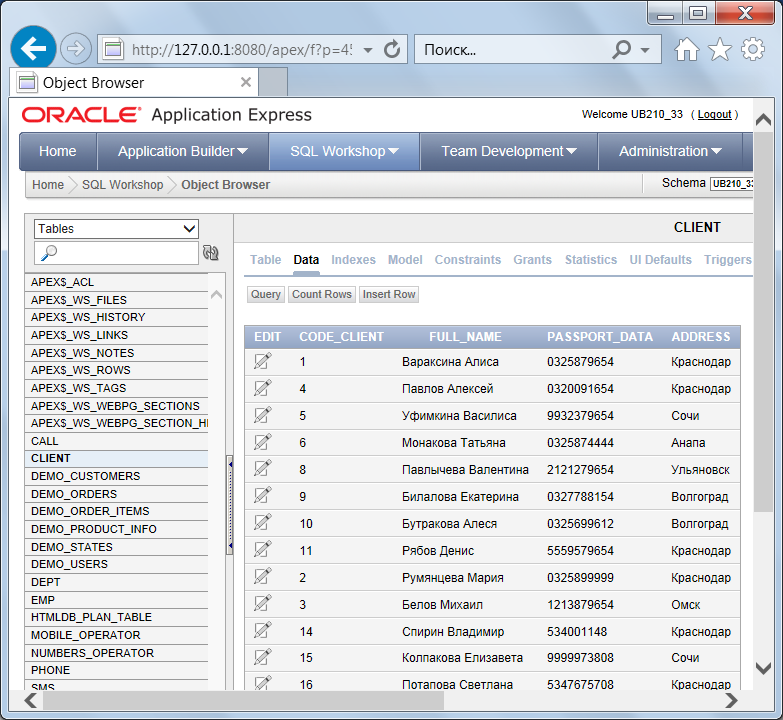 http://127.0.0.1:8080/apex/f?p=45
Поиск...
Object Browser
ORACLE Application Express
Welcome UB210_33 ( Logout )
Home Application Builder SQL Workshop Team Development Administration
Home SQL Workshop Object Browser
Schema UB210_33
Tables
CLIENT
Table Data Indexes Model Constraints Grants Statistics UI Defaults Triggers
Query Count Rows Insert Row
APEX$_ACL
APEX$_WS_FILES
APEX$_WS_HISTORY
APEX$_WS_LINKS
APEX$_WS_NOTES
APEX$_WS_ROWS
APEX$_WS_TAGS
APEX$_WS_WEBPG_SECTIONS
APEX$_WS_WEBPG_SECTION_HI
CALL
CLIENT
DEMO_CUSTOMERS
DEMO_ORDERS
DEMO_ORDER_ITEMS
DEMO_PRODUCT_INFO
DEMO_STATES
DEMO_USERS
DEPT
EMP
HTMLDB_PLAN_TABLE
MOBILE_OPERATOR
NUMBERS_OPERATOR
PHONE
SMS
EDIT CODE_CLIENT FULL_NAME PASSPORT_DATA ADDRESS
1 Вараксина Алиса 0325879654 Краснодар
4 Павлов Алексей 0320091654 Краснодар
5 Уфимкина Василиса 9932379654 Сочи
6 Монакова Татьяна 0325874444 Анапа
8 Павлычева Валентина 2121279654 Ульяновск
9 Билалова Екатерина 0327788154 Волгоград
10 Бутракова Алеся 0325699612 Волгоград
11 Рябов Денис 5559579654 Краснодар
2 Румянцева Мария 0325899999 Краснодар
3 Белов Михаил 1213879654 Омск
14 Спирин Владимир 534001148 Краснодар
15 Колпакова Елизавета 9999973808 Сочи
16 Потапова Светлана 5347675708 Краснодар